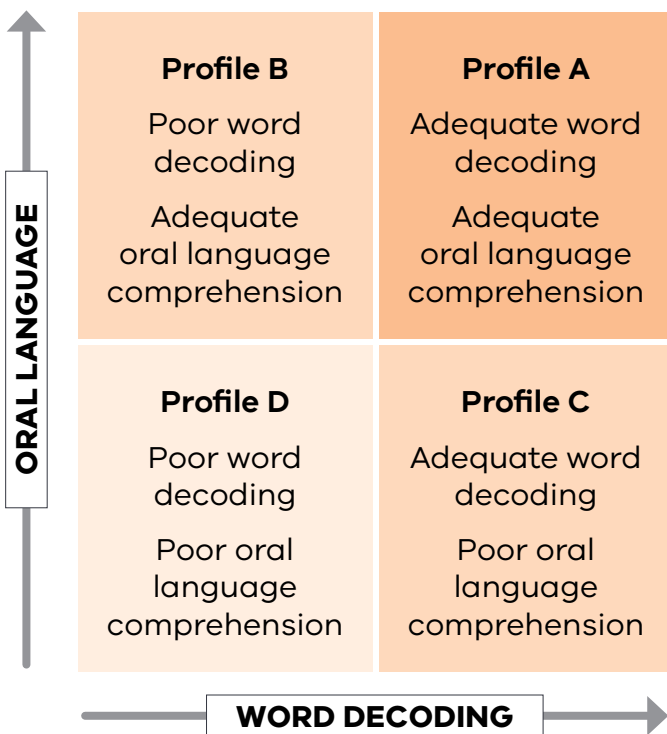 Profile B
Poor word
decoding
Adequate
oral language
comprehension
Profile A
Adequate word
decoding
Adequate
oral language
comprehension
ORAL LANGUAGE
Profile D
Poor word
decoding
Poor oral
language
comprehension
Profile C
Adequate word
decoding
Poor oral
language
comprehension
WORD DECODING